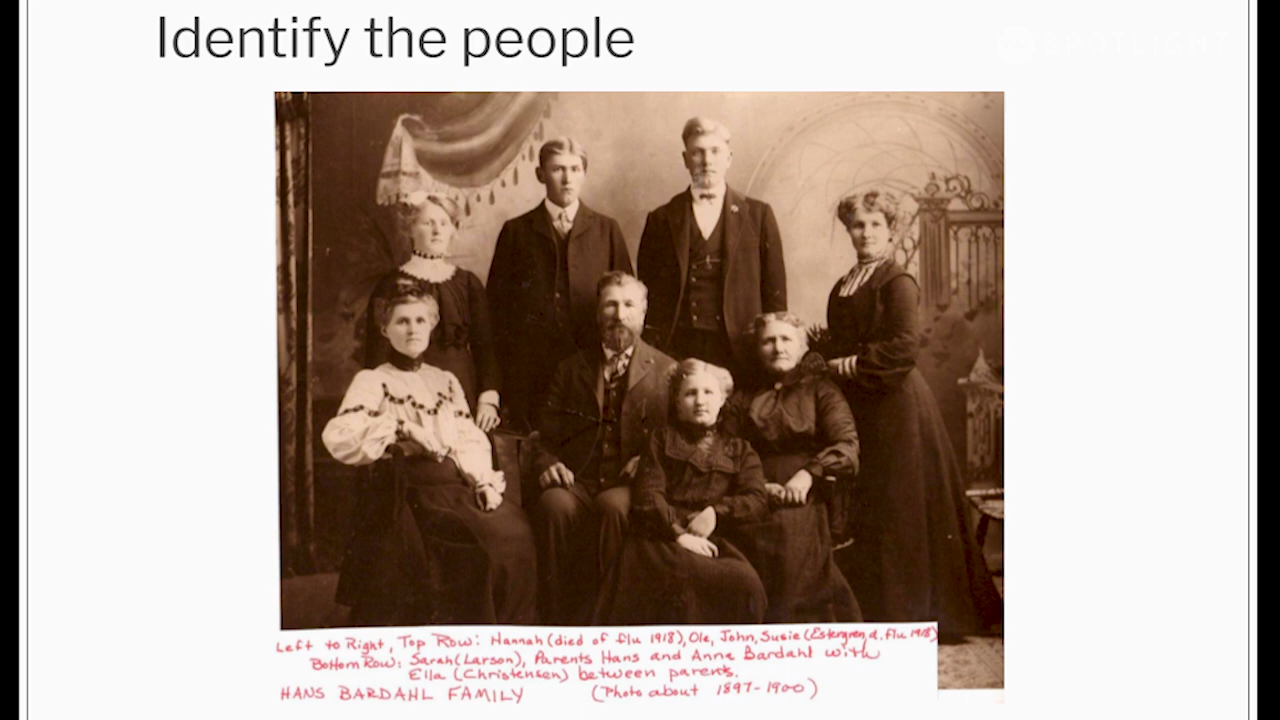 Identify the people
SPOTLIGHT
Left to Right, Top Row: Hannah (died of flu 1918), Ole, John, Susie (Estergren, d. flu 1918)
Bottom Row: Sarah (Larson), Parents Hans and Anna Bardahl with
Ella (Christensen) between parents.
HANS BARDAHL FAMILY (Photo about 1897-1900)